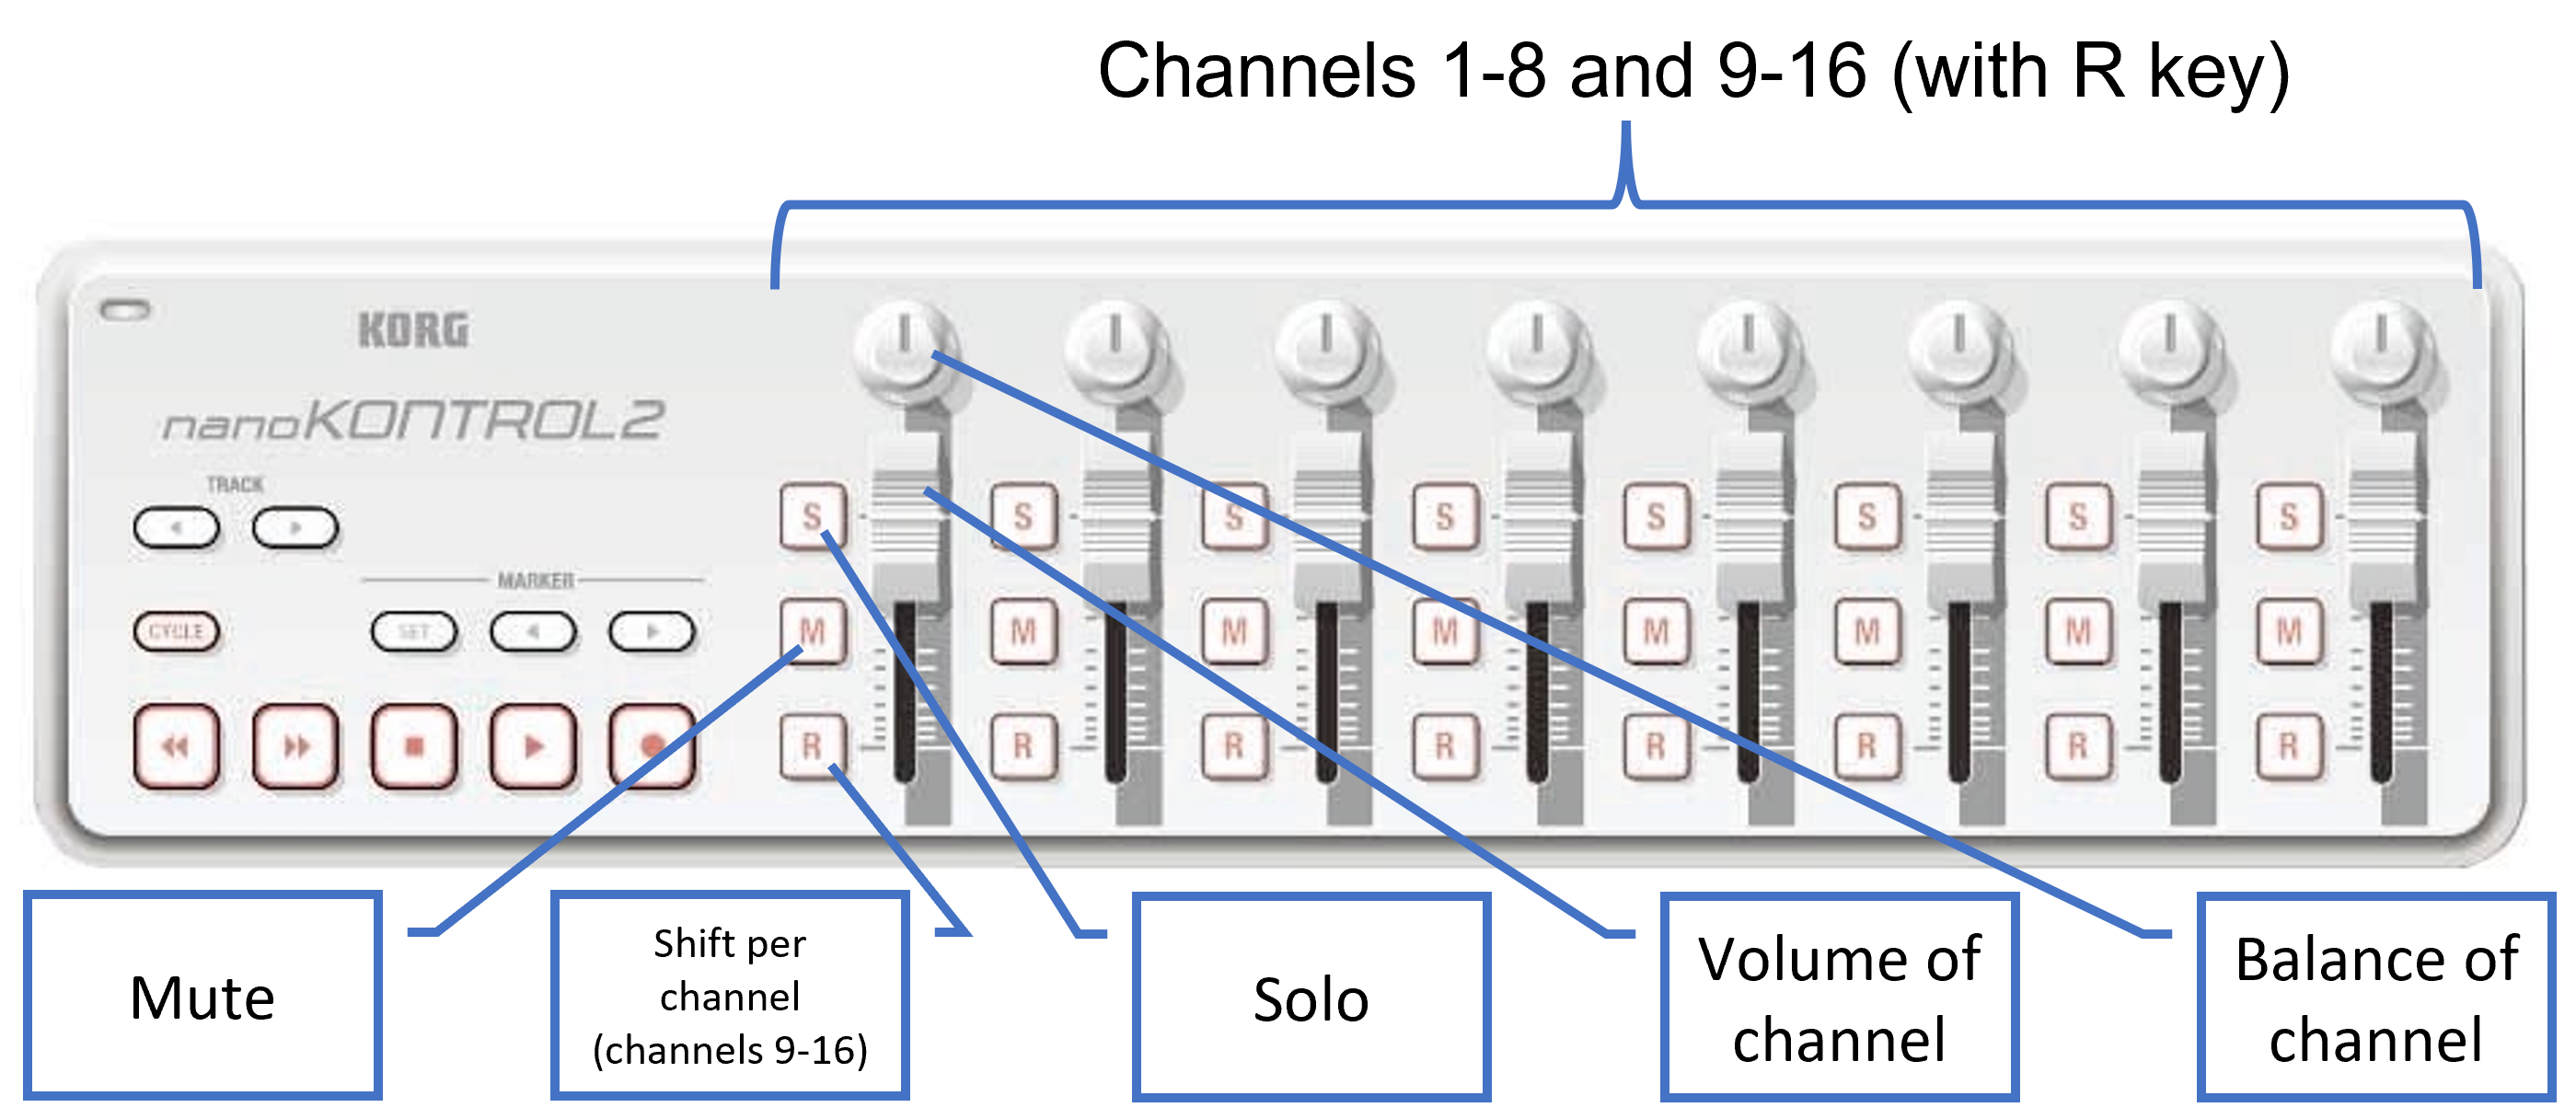 Channels 1-8 and 9-16 (with R key)
KORG
nanoKONTROL2
TRACK
S S S S S S S S
MARKER
CYCLE SET
M M M M M M M M
R R R R R R R R
Mute
Shift per
channel
(channels 9-16)
Solo
Volume of
channel
Balance of
channel